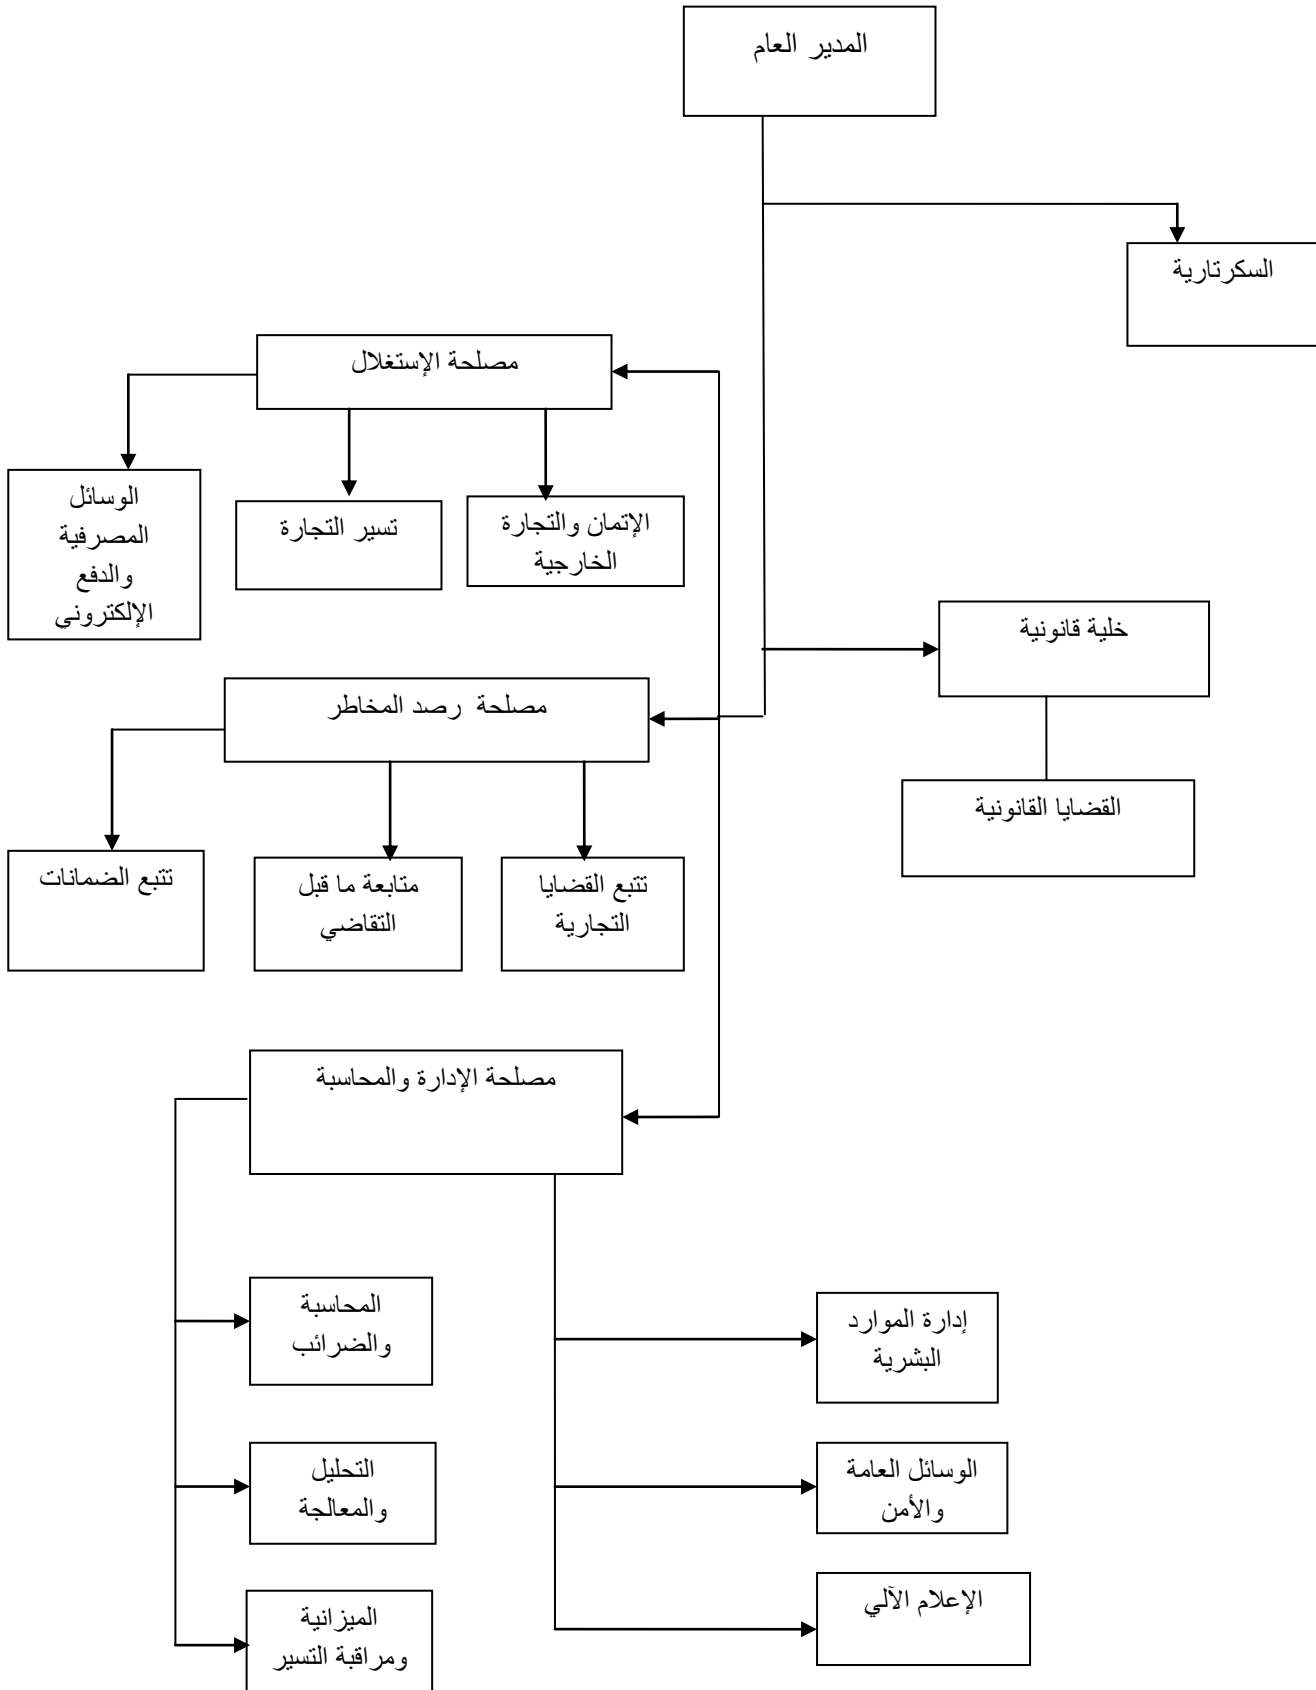 المدير العام
السكرتارية
مصلحة الإستغلال
الإتمان والتجارة
الخارجية
تسير التجارة
الوسائل
المصرفية
والدفع
الإلكتروني
خلية قانونية
القضايا القانونية
مصلحة رصد المخاطر
تتبع القضايا
التجارية
متابعة ما قبل
التقاضي
تتبع الضمانات
مصلحة الإدارة والمحاسبة
إدارة الموارد
البشرية
الوسائل العامة
والأمن
الإعلام الآلي
المحاسبة
والضرائب
التحليل
والمعالجة
الميزانية
ومراقبة التسير